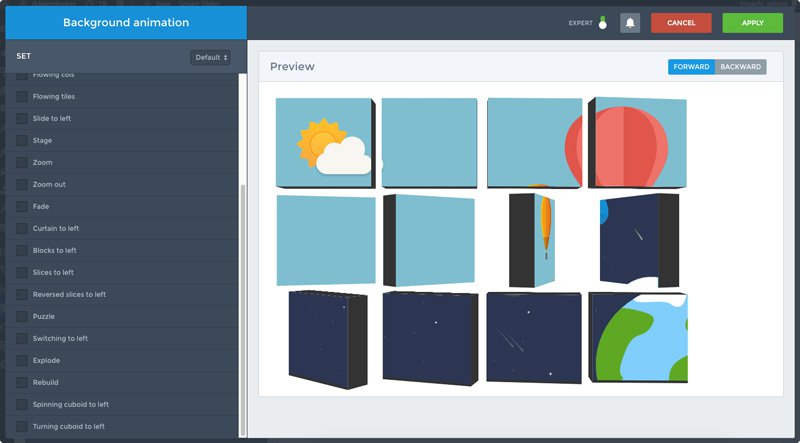 Background animation
EXPERT
CANCEL
APPLY
SET
Default
Preview
FORWARD
BACKWARD
Flowing cols
Flowing tiles
Slide to left
Stage
Zoom
Zoom out
Fade
Curtain to left
Blocks to left
Slices to left
Reversed slices to left
Puzzle
Switching to left
Explode
Rebuild
Spinning cuboid to left
Turning cuboid to left